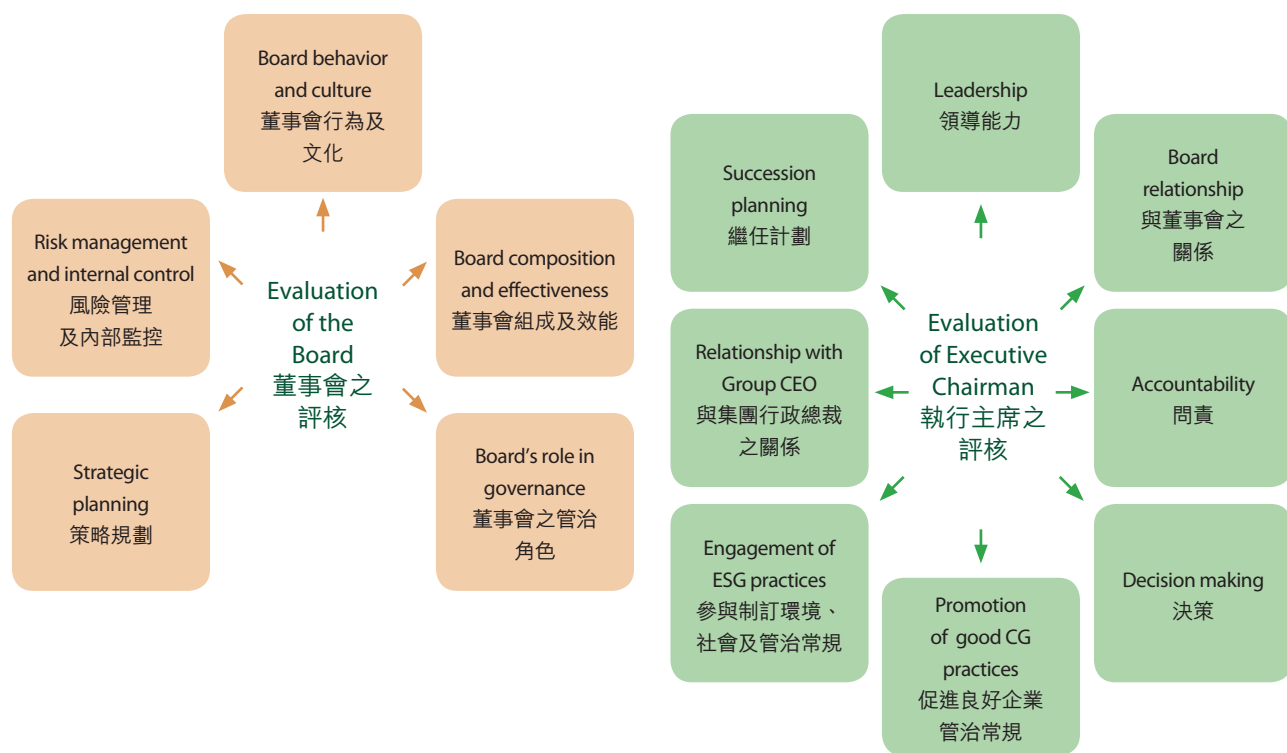 Board behavior
and culture
董事會行為及
文化
Risk management
and internal control
風險管理
及內部監控
Evaluation
of the
Board
董事會之
評核
Board composition
and effectiveness
董事會組成及效能
Strategic
planning
策略規劃
Board's role in
governance
董事會之管治
角色
Leadership
領導能力
Succession
planning
繼任計劃
Board
relationship
與董事會之
關係
Relationship with
Group CEO
與集團行政總裁
之關係
Evaluation
of Executive
Chairman
執行主席之
評核
Accountability
問責
Engagement of
ESG practices
參與制訂環境、
社會及管治常規
Promotion
of good CG
practices
促進良好企業
管治常規
Decision making
決策